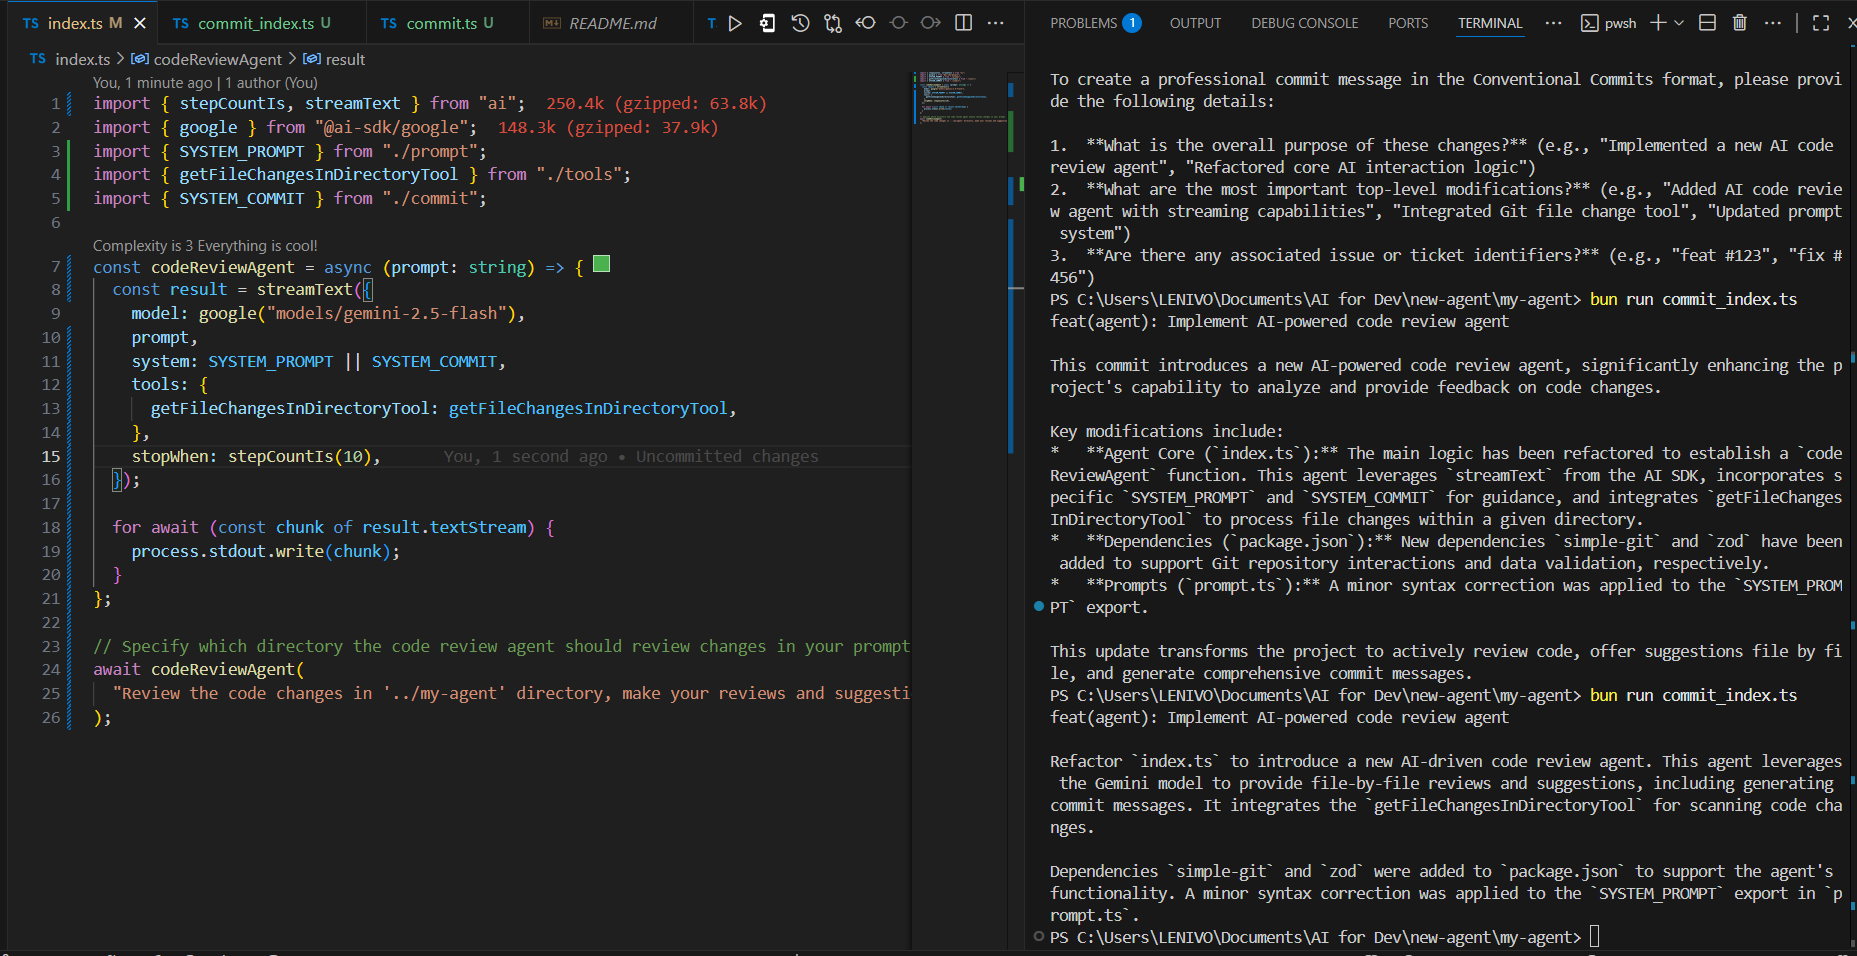 TS index.ts M
TS commit_index.ts U
TS commit.ts U
README.md
T.
TS index.ts > codeReviewAgent > result
You, 1 minute ago | 1 author (You)
1 import { stepCountIs, streamText } from "ai"; 250.4k (gzipped: 63.8k)
2 import { google } from "@ai-sdk/google"; 148.3k (gzipped: 37.9k)
3 import { SYSTEM_PROMPT } from "./prompt";
4 import { getFileChangesInDirectoryTool } from "./tools";
5 import { SYSTEM_COMMIT } from "./commit";
6
Complexity is 3 Everything is cool!
7 const codeReviewAgent = async (prompt: string) => {
8 const result = streamText({
9 model: google("models/gemini-2.5-flash"),
10 prompt,
11 system: SYSTEM_PROMPT || SYSTEM_COMMIT,
12 tools: {
13 getFileChangesInDirectoryTool: getFileChangesInDirectoryTool,
14 },
15 stopWhen: stepCountIs(10), You, 1 second ago • Uncommitted changes
16 });
17
18 for await (const chunk of result.textStream) {
19 process.stdout.write(chunk);
20 }
21 };
22
23 // Specify which directory the code review agent should review changes in your prompt
24 await codeReviewAgent(
25 "Review the code changes in '../my-agent' directory, make your reviews and suggesti
26 );
PROBLEMS 1 OUTPUT DEBUG CONSOLE PORTS TERMINAL ... pwsh
To create a professional commit message in the Conventional Commits format, please provi
de the following details:
1. **What is the overall purpose of these changes?** (e.g., "Implemented a new AI code
review agent", "Refactored core AI interaction logic")
2. **What are the most important top-level modifications?** (e.g., "Added AI code revie
w agent with streaming capabilities", "Integrated Git file change tool", "Updated prompt
system")
3. **Are there any associated issue or ticket identifiers?** (e.g., "feat #123", "fix #
456")
PS C:\Users\LENIVO\Documents\AI for Dev\new-agent\my-agent> bun run commit_index.ts
feat(agent): Implement AI-powered code review agent
This commit introduces a new AI-powered code review agent, significantly enhancing the p
roject's capability to analyze and provide feedback on code changes.
Key modifications include:
* **Agent Core (`index.ts`):** The main logic has been refactored to establish a `code
ReviewAgent` function. This agent leverages `streamText` from the AI SDK, incorporates s
pecific `SYSTEM_PROMPT` and `SYSTEM_COMMIT` for guidance, and integrates `getFileChanges
InDirectoryTool` to process file changes within a given directory.
* **Dependencies (`package.json`):** New dependencies `simple-git` and `zod` have been
added to support Git repository interactions and data validation, respectively.
* **Prompts (`prompt.ts`):** A minor syntax correction was applied to the `SYSTEM_PROM
PT` export.
This update transforms the project to actively review code, offer suggestions file by fi
le, and generate comprehensive commit messages.
PS C:\Users\LENIVO\Documents\AI for Dev\new-agent\my-agent> bun run commit_index.ts
feat(agent): Implement AI-powered code review agent
Refactor `index.ts` to introduce a new AI-driven code review agent. This agent leverages
the Gemini model to provide file-by-file reviews and suggestions, including generating
commit messages. It integrates the `getFileChangesInDirectoryTool` for scanning code cha
nges.
Dependencies `simple-git` and `zod` were added to `package.json` to support the agent's
functionality. A minor syntax correction was applied to the `SYSTEM_PROMPT` export in `p
rompt.ts`.
PS C:\Users\LENIVO\Documents\AI for Dev\new-agent\my-agent>